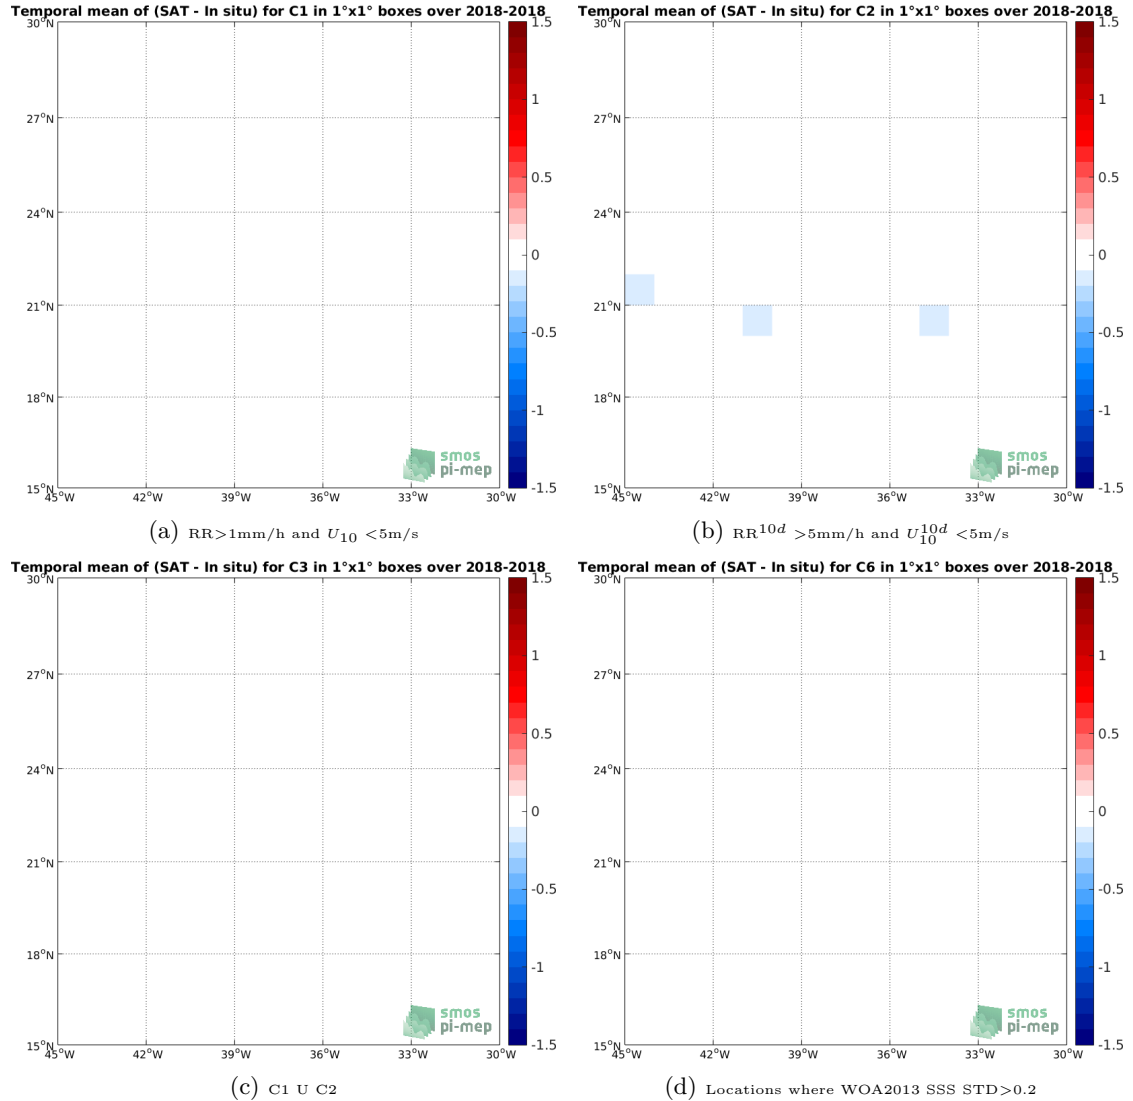 Temporal mean of (SAT - In situ) for C1 in 1°x1° boxes over 2018-2018
30°N
27°N
24°N
21°N
18°N
15°N
45°W 42°W 39°W 36°W 33°W 30°W
1.5
1
0.5
0
-0.5
-1
-1.5
smos
pi-mep
(a) RR>1mm/h and U10 <5m/s
Temporal mean of (SAT - In situ) for C2 in 1°x1° boxes over 2018-2018
30°N
27°N
24°N
21°N
18°N
15°N
45°W 42°W 39°W 36°W 33°W 30°W
1.5
1
0.5
0
-0.5
-1
-1.5
smos
pi-mep
(b) RR10d >5mm/h and U10 10d <5m/s
Temporal mean of (SAT - In situ) for C3 in 1°x1° boxes over 2018-2018
30°N
27°N
24°N
21°N
18°N
15°N
45°W 42°W 39°W 36°W 33°W 30°W
1.5
1
0.5
0
-0.5
-1
-1.5
smos
pi-mep
(c) C1 U C2
Temporal mean of (SAT - In situ) for C6 in 1°x1° boxes over 2018-2018
30°N
27°N
24°N
21°N
18°N
15°N
45°W 42°W 39°W 36°W 33°W 30°W
1.5
1
0.5
0
-0.5
-1
-1.5
smos
pi-mep
(d) Locations where WOA2013 SSS STD>0.2